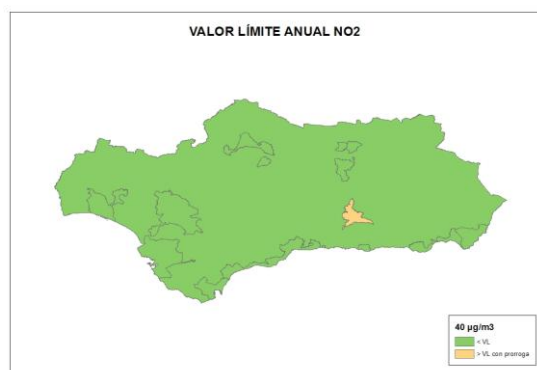 VALOR LÍMITE ANUAL NO2
40 µg/m3
< VL
> VL con prorroga